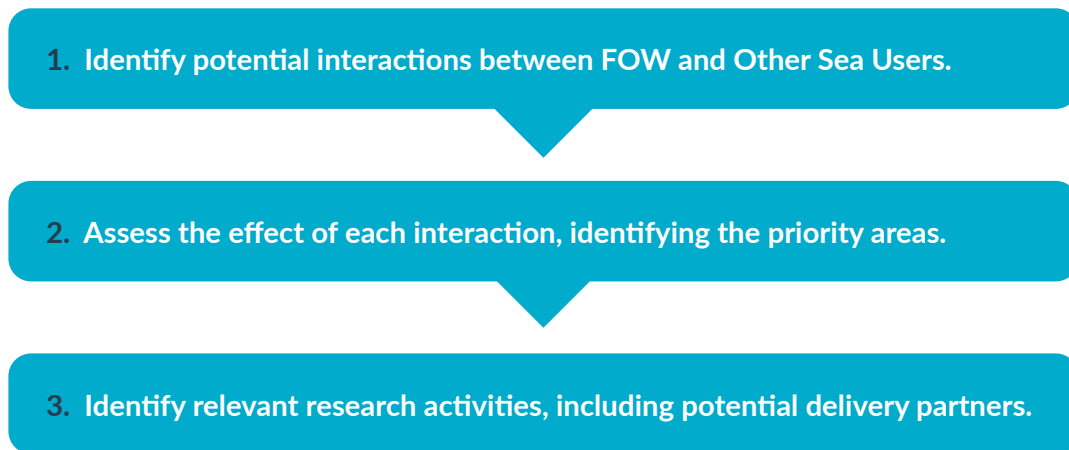 1. Identify potential interactions between FOW and Other Sea Users.
2. Assess the effect of each interaction, identifying the priority areas.
3. Identify relevant research activities, including potential delivery partners.